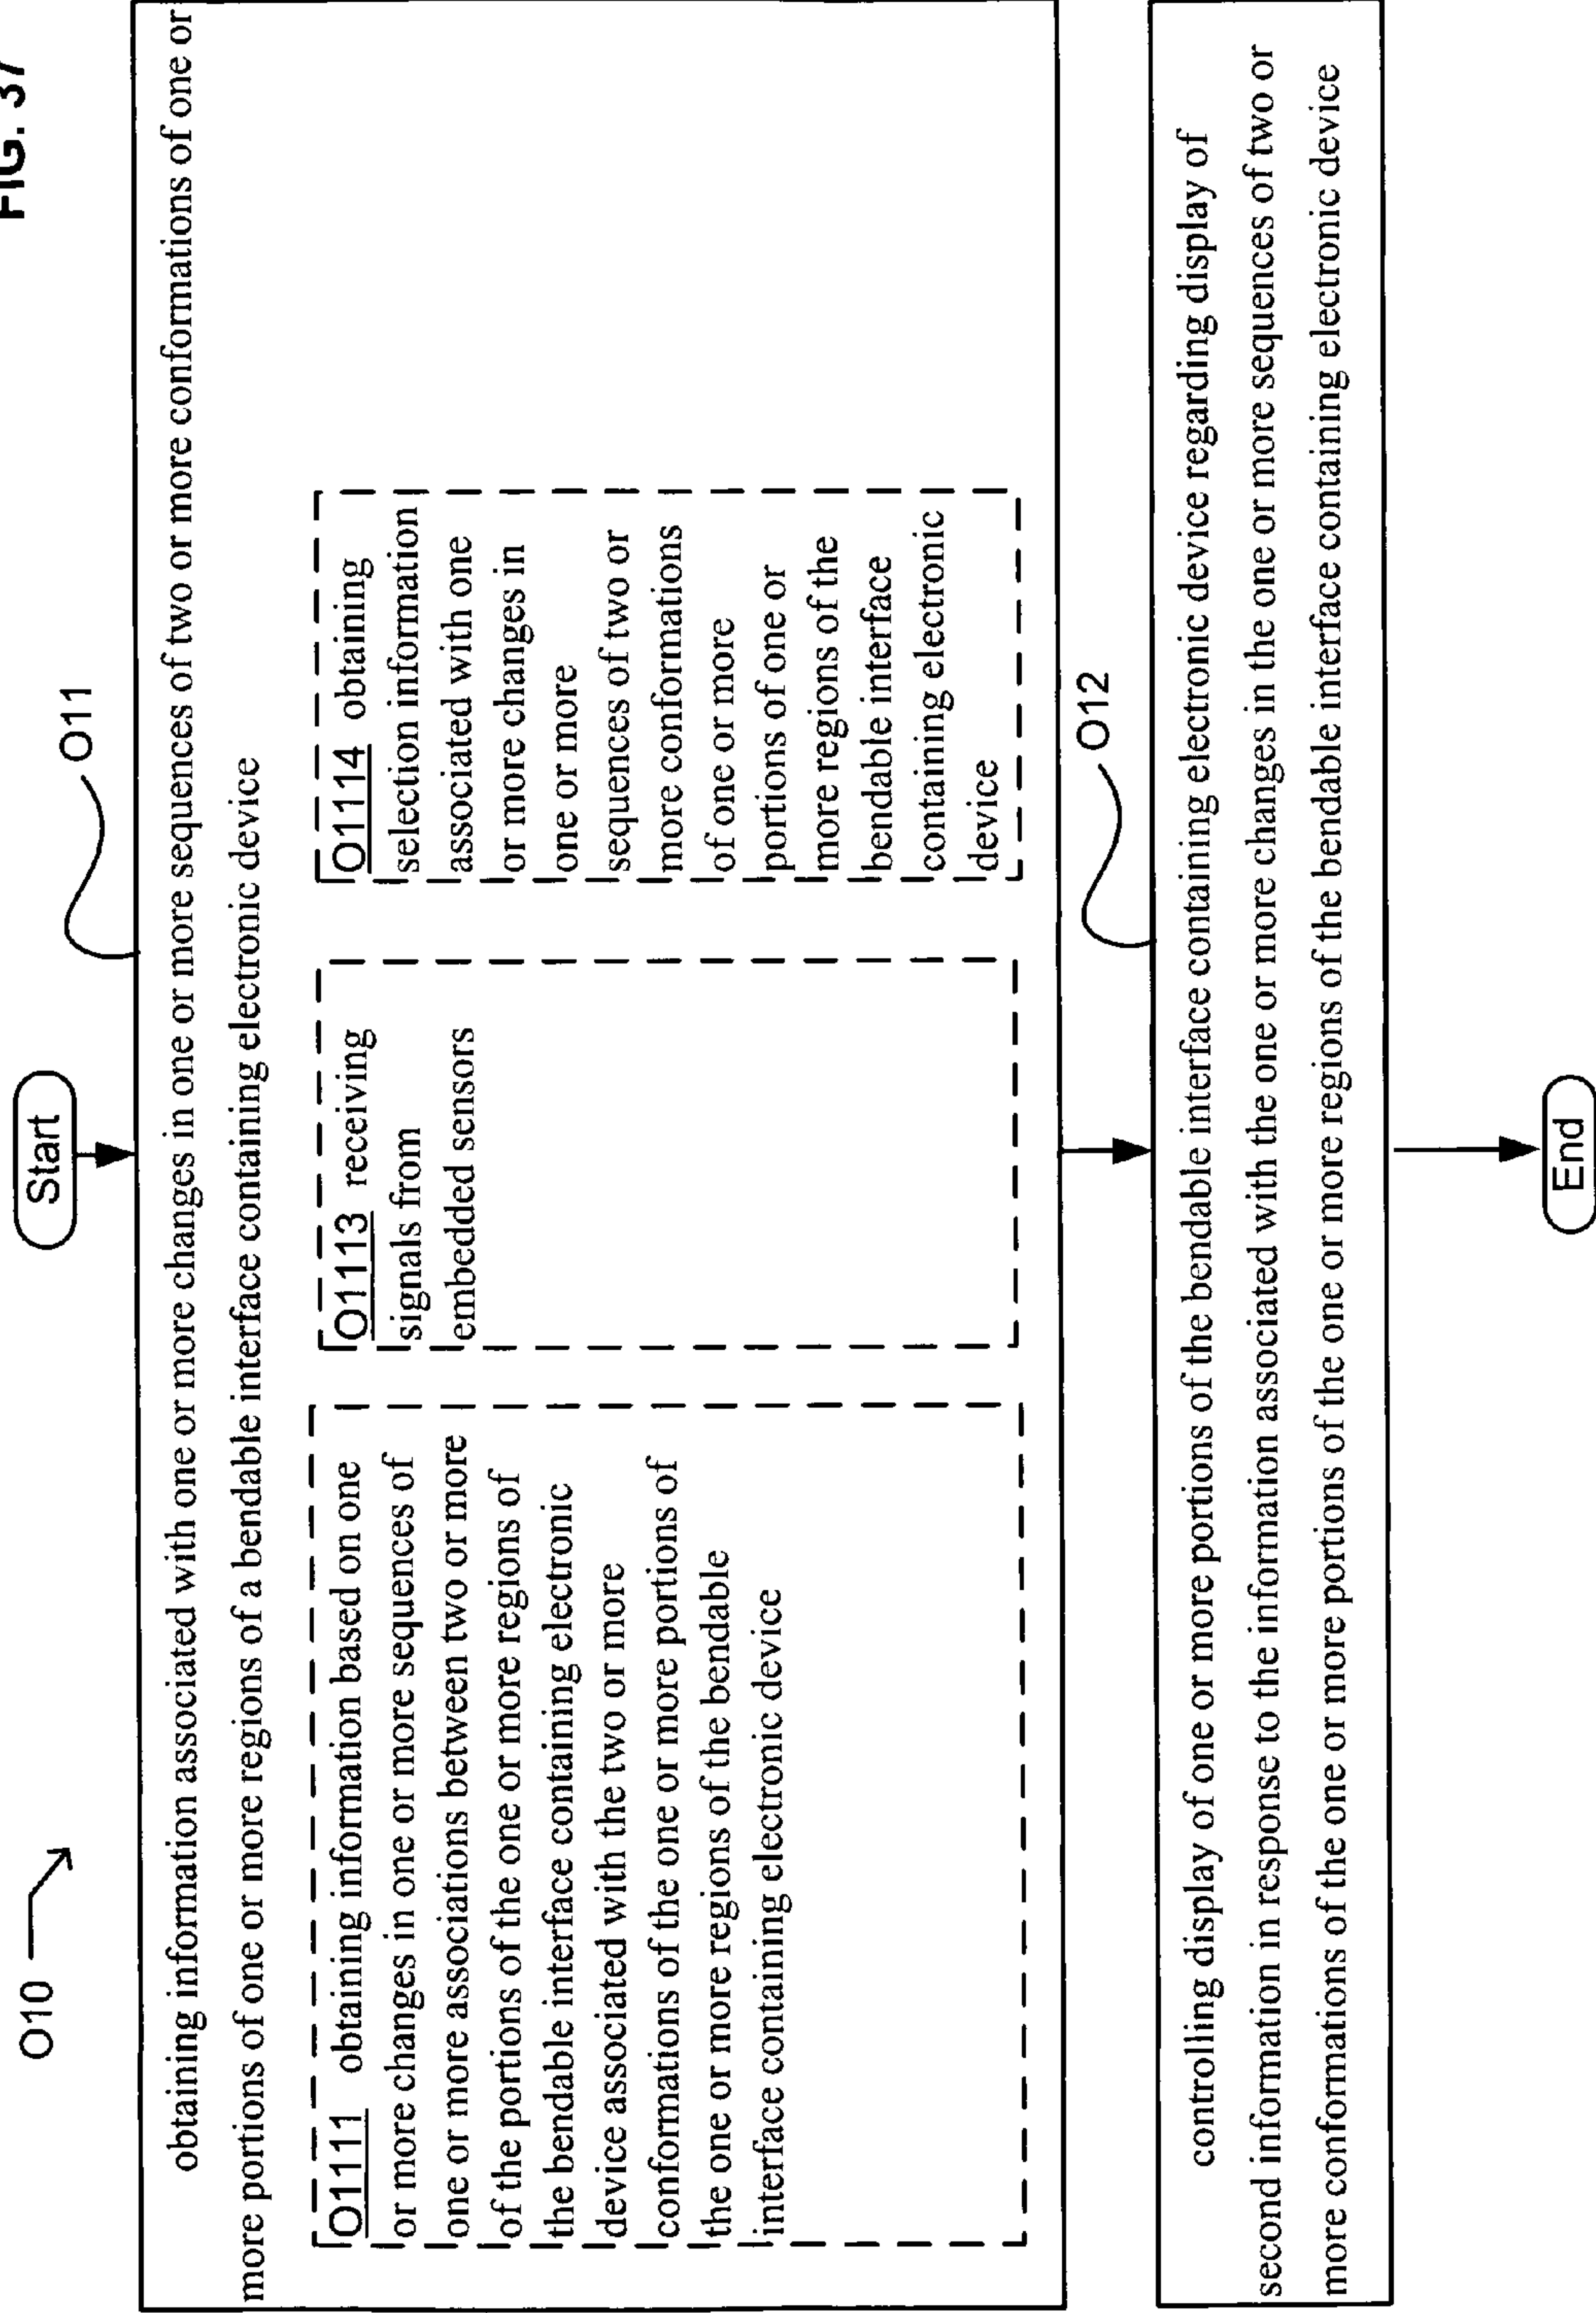 FIG. 37
O10
Start
O11
obtaining information associated with one or more changes in one or more sequences of two or more conformations of one or
more portions of one or more regions of a bendable interface containing electronic device
O1111 obtaining information based on one
or more changes in one or more sequences of
one or more associations between two or more
of the portions of the one or more regions of
the bendable interface containing electronic
device associated with the two or more
conformations of the one or more portions of
the one or more regions of the bendable
interface containing electronic device
O1113 receiving
signals from
embedded sensors
O1114 obtaining
selection information
associated with one
or more changes in
one or more
sequences of two or
more conformations
of one or more
portions of one or
more regions of the
bendable interface
containing electronic
device
O12
controlling display of one or more portions of the bendable interface containing electronic device regarding display of
second information in response to the information associated with the one or more changes in the one or more sequences of two or
more conformations of the one or more portions of the one or more regions of the bendable interface containing electronic device
End